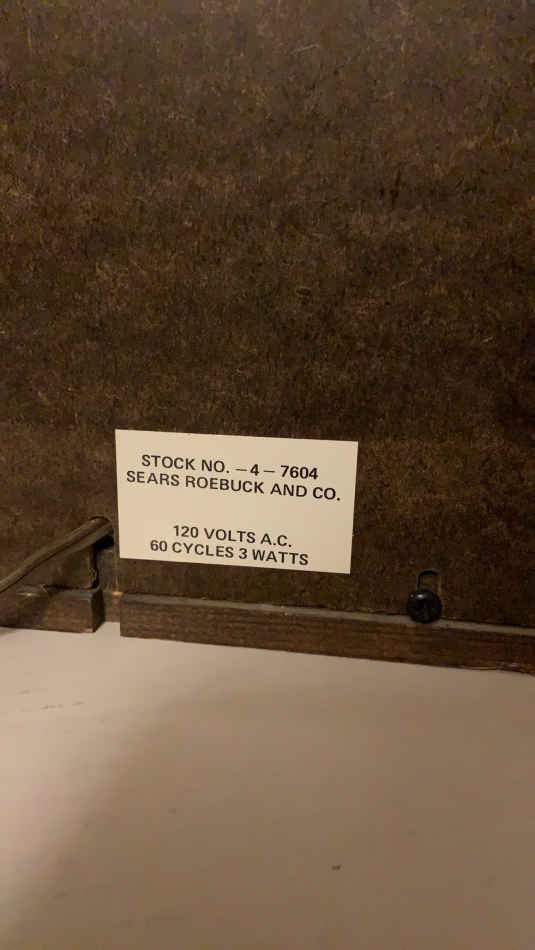 STOCK NO. – 4 – 7604
SEARS ROEBUCK AND CO.
120 VOLTS A.C.
60 CYCLES 3 WATTS